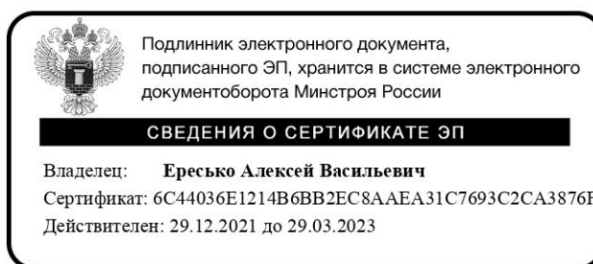 Подлинник электронного документа,
подписанного ЭП, хранится в системе электронного
документооборота Минстроя России
СВЕДЕНИЯ О СЕРТИФИКАТЕ ЭП
Владелец: Ересько Алексей Васильевич
Сертификат: 6C44036E1214B6BB2EC8AAEA31C7693C2CA3876
Действителен: 29.12.2021 до 29.03.2023